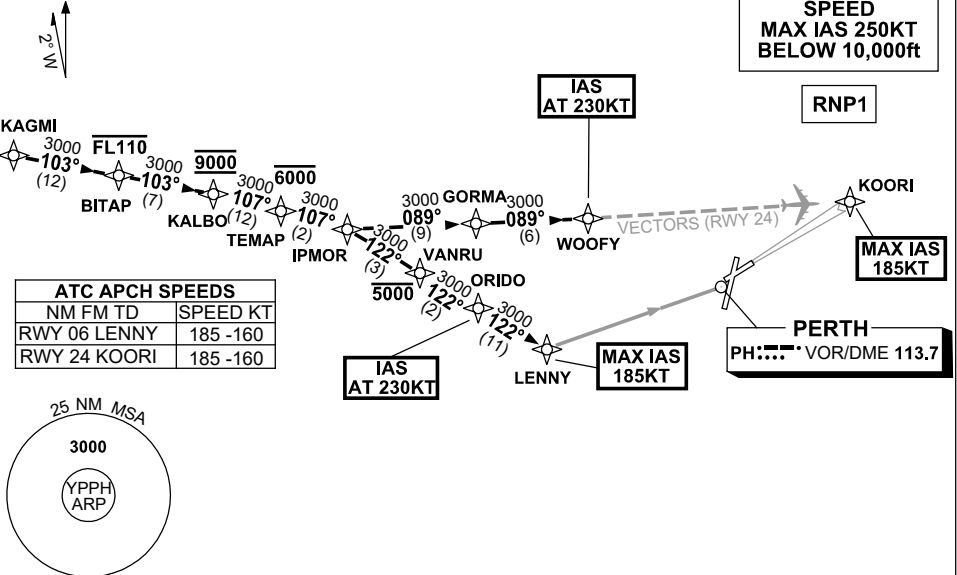 SPEED
MAX IAS 250KT
BELOW 10,000ft
RNP1
2° W
IAS
AT 230KT
KAGMI
3000
103°
(12)
FL110
BITAP
3000
103°
(7)
9000
KALBO
3000
107°
(12)
6000
TEMAP
3000
107°
(2)
IPMOR
3000
089°
(9)
GORMA
3000
089°
(6)
WOOFY
VECTORS (RWY 24)
KOORI
MAX IAS
185KT
3000
122°
(3)
VANRU
5000
3000
122°
(2)
ORIDO
3000
122°
(11)
LENNY
IAS
AT 230KT
MAX IAS
185KT
PERTH
PH VOR/DME 113.7
ATC APCH SPEEDS
NM FM TD SPEED KT
RWY 06 LENNY 185 -160
RWY 24 KOORI 185 -160
25 NM MSA
3000
YPPH
ARP